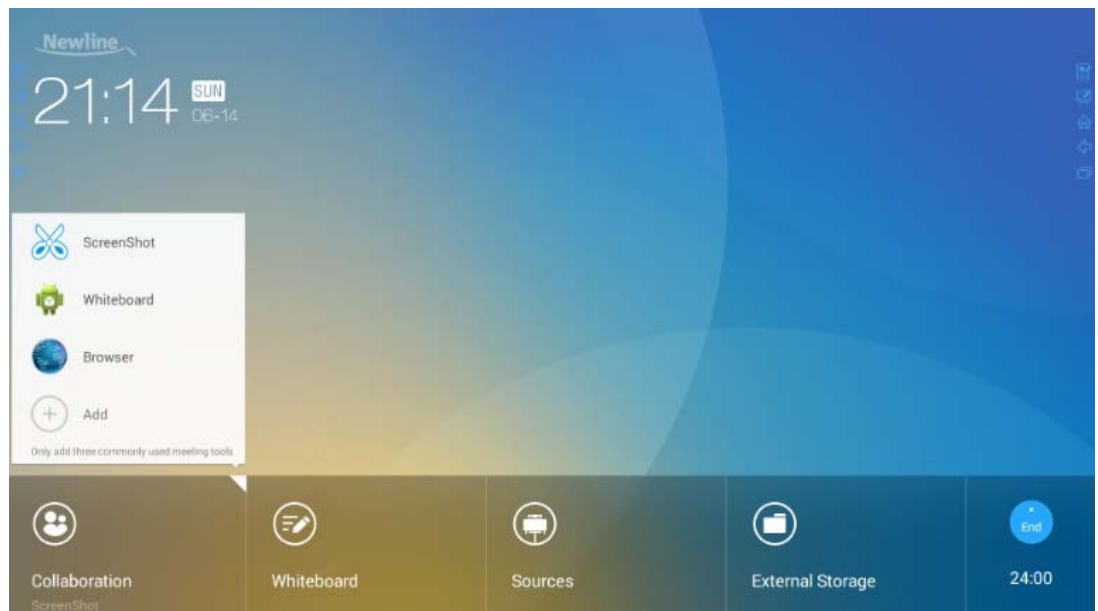 Newline
21:14 SUN
06-14
ScreenShot
Whiteboard
Browser
Add
Only add three commonly used meeting tools
Collaboration
ScreenShot
Whiteboard
Sources
External Storage
End
24:00